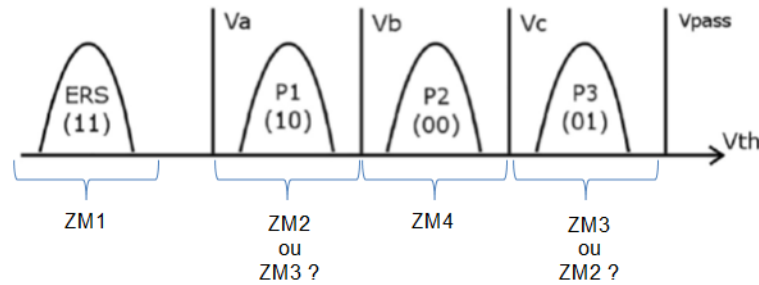 Va Vb Vc Vpass
ERS P1 P2 P3
(11) (10) (00) (01)
Vth
ZM1 ZM2 ZM4 ZM3
ou ou
ZM3 ? ZM2 ?